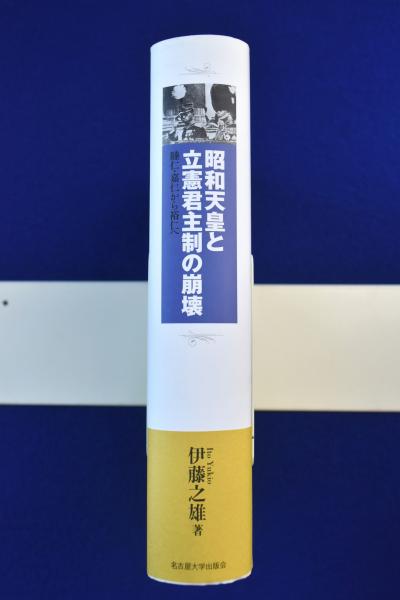 昭和天皇と
立憲君主制の崩壊
睦仁・嘉仁から裕仁へ
Ito Yukio
伊藤之雄 著
名古屋大学出版会